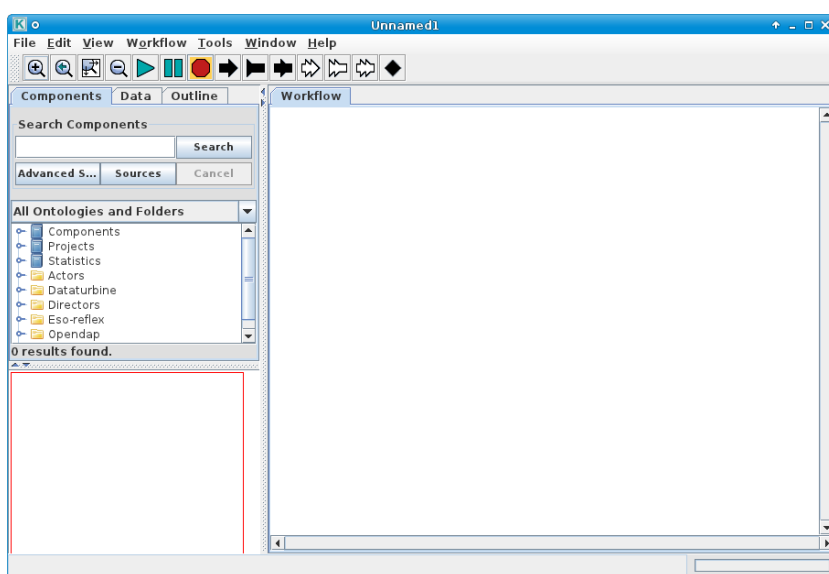 K Unnamed1
File Edit View Workflow Tools Window Help
Components Data Outline Workflow
Search Components
Search
Advanced S... Sources Cancel
All Ontologies and Folders
Components
Projects
Statistics
Actors
Dataturbine
Directors
Eso-reflex
Opendap
0 results found.